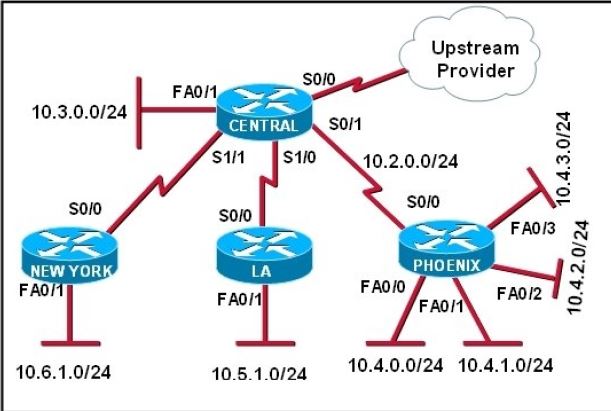 Upstream
Provider
S0/0
FA0/1
10.3.0.0/24
CENTRAL
S0/1
S1/1
S1/0
10.2.0.0/24
10.4.3.0/24
S0/0
S0/0
S0/0
FA0/3
NEW YORK
LA
PHOENIX
10.4.2.0/24
FA0/1
FA0/1
FA0/0
FA0/1
FA0/2
10.6.1.0/24
10.5.1.0/24
10.4.0.0/24
10.4.1.0/24